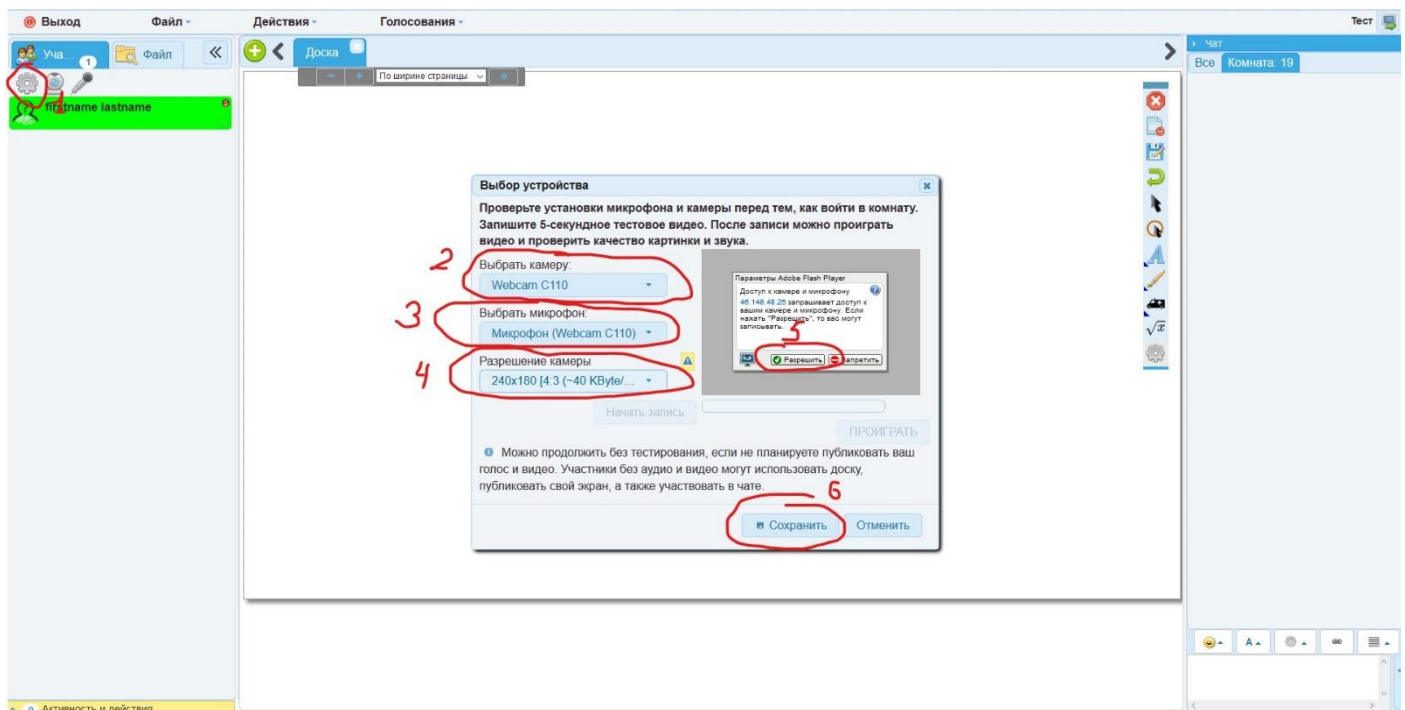 Выход Файл Действия Голосования Тест
Уча... 1 Файл
Доска
По ширине страницы
Чат
Все Комната: 19
1
firstname lastname
Выбор устройства
Проверьте установки микрофона и камеры перед тем, как войти в комнату.
Запишите 5-секундное тестовое видео. После записи можно проиграть
видео и проверить качество картинки и звука.
2
Выбрать камеру:
Webcam C110
3
Выбрать микрофон:
Микрофон (Webcam C110)
4
Разрешение камеры
240x180 [4:3 (~40 KByte/...
Параметры Adobe Flash Player
Доступ к камере и микрофону
46.148.48.25 запрашивает доступ к
вашим камере и микрофону. Если
нажать "Разрешить", то вас могут
записывать.
5
Разрешить Запретить
Начать запись
ПРОИГРАТЬ
Можно продолжить без тестирования, если не планируете публиковать ваш
голос и видео. Участники без аудио и видео могут использовать доску,
публиковать свой экран, а также участвовать в чате.
6
Сохранить Отменить
A
√x
A
0 Активность и действия